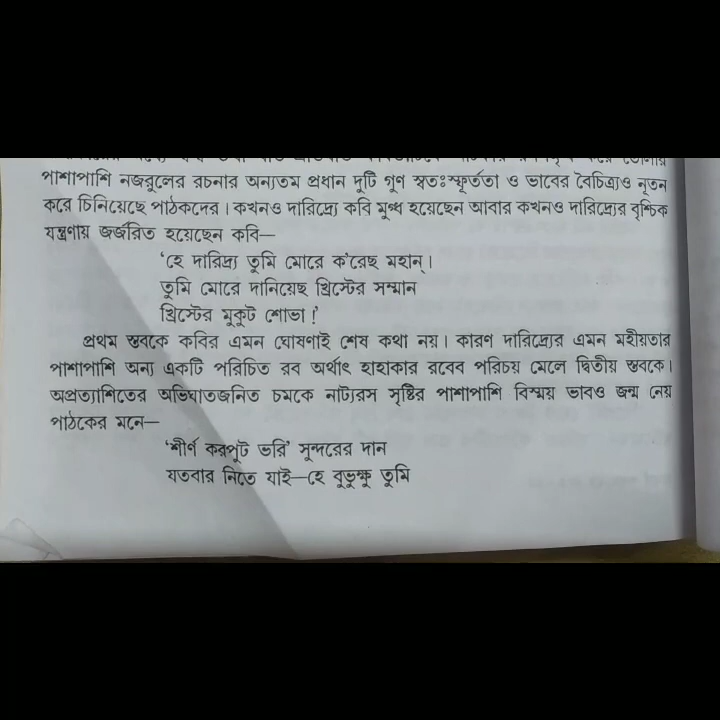 পাশাপাশি নজরুলের রচনার অন্যতম প্রধান দুটি গুণ স্বতঃস্ফূর্ততা ও ভাবের বৈচিত্র্যও নূতন
করে চিনিয়েছে পাঠকদের। কখনও দারিদ্র্যে কবি মুগ্ধ হয়েছেন আবার কখনও দারিদ্র্যের বৃশ্চিক
যন্ত্রণায় জর্জরিত হয়েছেন কবি—
‘হে দারিদ্র্য তুমি মোরে ক’রেছ মহান্।
তুমি মোরে দানিয়েছ খ্রিস্টের সম্মান
খ্রিস্টের মুকুট শোভা!’
প্রথম স্তবকে কবির এমন ঘোষণাই শেষ কথা নয়। কারণ দারিদ্র্যের এমন মহীয়তার
পাশাপাশি অন্য একটি পরিচিত রব অর্থাৎ হাহাকার রবের পরিচয় মেলে দ্বিতীয় স্তবকে।
অপ্রত্যাশিতের অভিঘাতজনিত চমকে নাট্যরস সৃষ্টির পাশাপাশি বিস্ময় ভাবও জন্ম নেয়
পাঠকের মনে—
‘শীর্ণ করপুট ভরি’ সুন্দরের দান
যতবার নিতে যাই—হে বুভুক্ষু তুমি